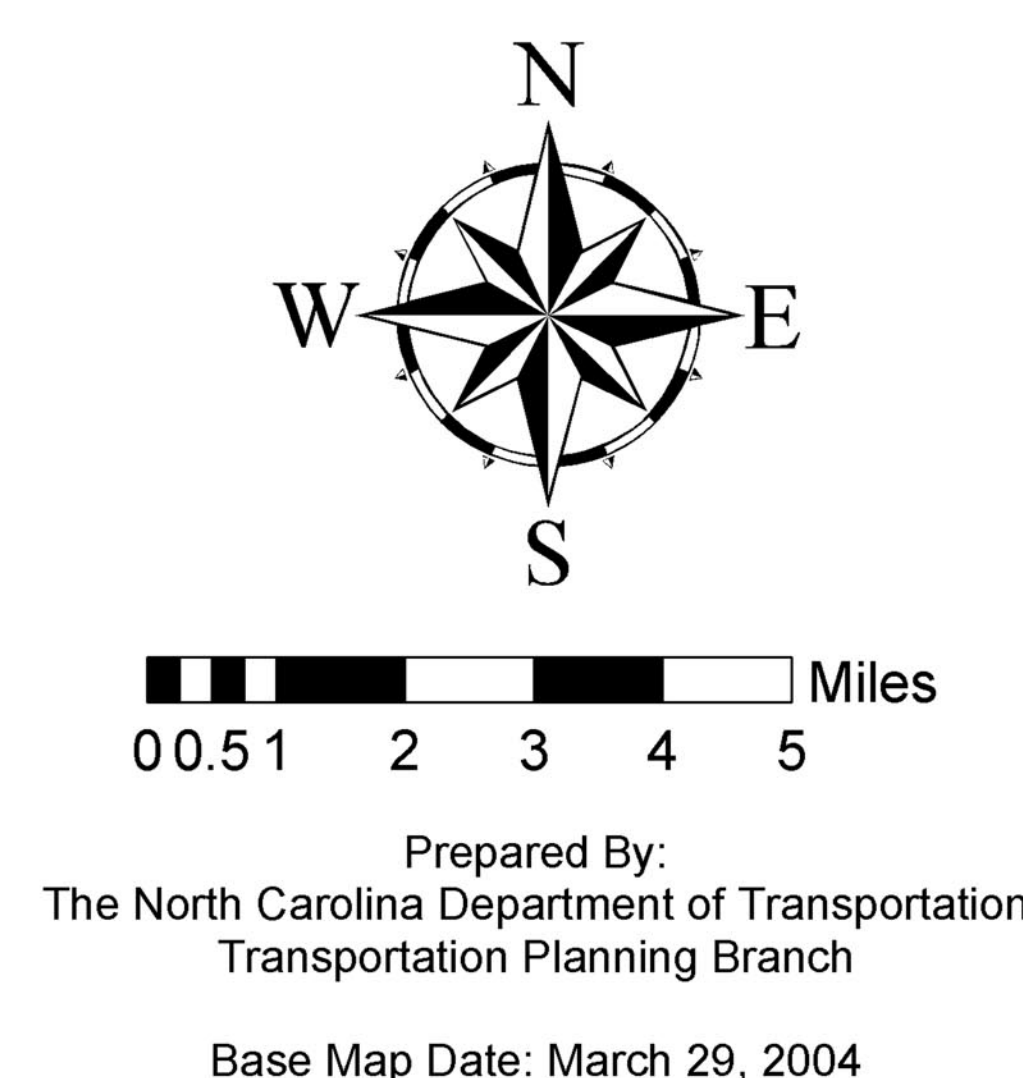 N
W E
S
Miles
0 0.5 1 2 3 4 5
Prepared By:
The North Carolina Department of Transportation
Transportation Planning Branch
Base Map Date: March 29, 2004